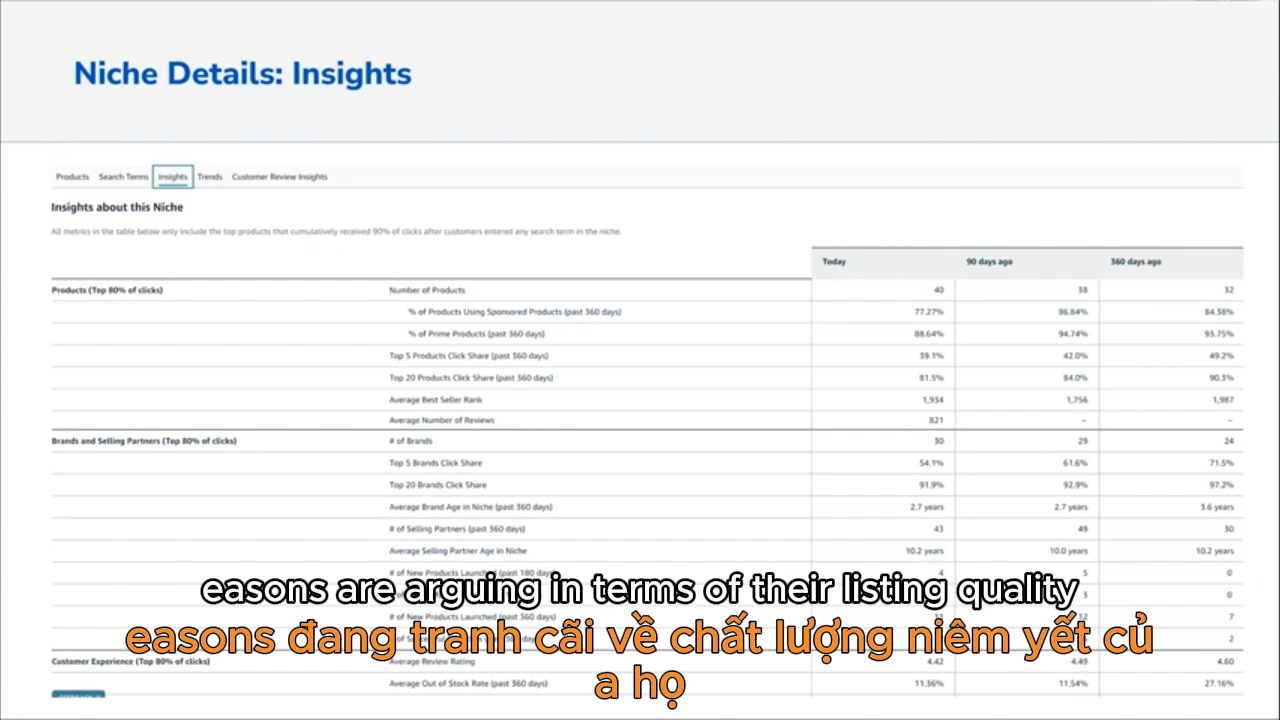 Niche Details: Insights
Products Search Terms Insights Trends Customer Review Insights
Insights about this Niche
All metrics in the table below only include the top products that cumulatively received 90% of clicks after customers entered any search term in the niche.
Today 90 days ago 360 days ago
Products (Top 80% of clicks) Number of Products 40 38 32
% of Products Using Sponsored Products (past 360 days) 77.27% 86.84% 84.38%
% of Prime Products (past 360 days) 88.64% 94.74% 93.75%
Top 5 Products Click Share (past 360 days) 39.1% 42.0% 49.2%
Top 20 Products Click Share (past 360 days) 81.5% 84.0% 90.3%
Average Best Seller Rank 1,934 1,756 1,987
Average Number of Reviews 821 – –
Brands and Selling Partners (Top 80% of clicks) # of Brands 30 29 24
Top 5 Brands Click Share 54.1% 61.6% 71.5%
Top 20 Brands Click Share 91.9% 92.9% 97.2%
Average Brand Age in Niche (past 360 days) 2.7 years 2.7 years 3.6 years
# of Selling Partners (past 360 days) 43 49 30
Average Selling Partner Age in Niche 10.2 years 10.0 years 10.2 years
# of New Products Launched (past 180 days) 4 5 0
easons are arguing in terms of their listing quality
3 0
# of New Products Launched (past 360 days) 12 7
easons đang tranh cãi về chất lượng niêm yết củ
2
Customer Experience (Top 80% of clicks) Average Review Rating 4.42 4.49 4.60
a họ
Average Out of Stock Rate (past 360 days) 11.36% 11.54% 27.16%